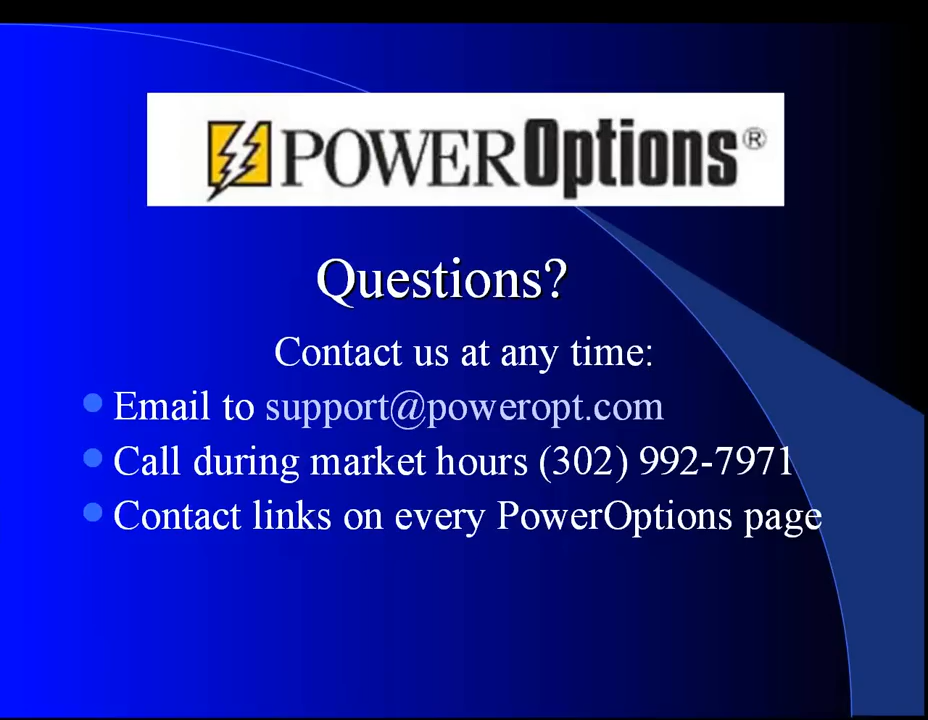 POWEROptions®
Questions?
Contact us at any time:
Email to support@poweropt.com
Call during market hours (302) 992-7971
Contact links on every PowerOptions page